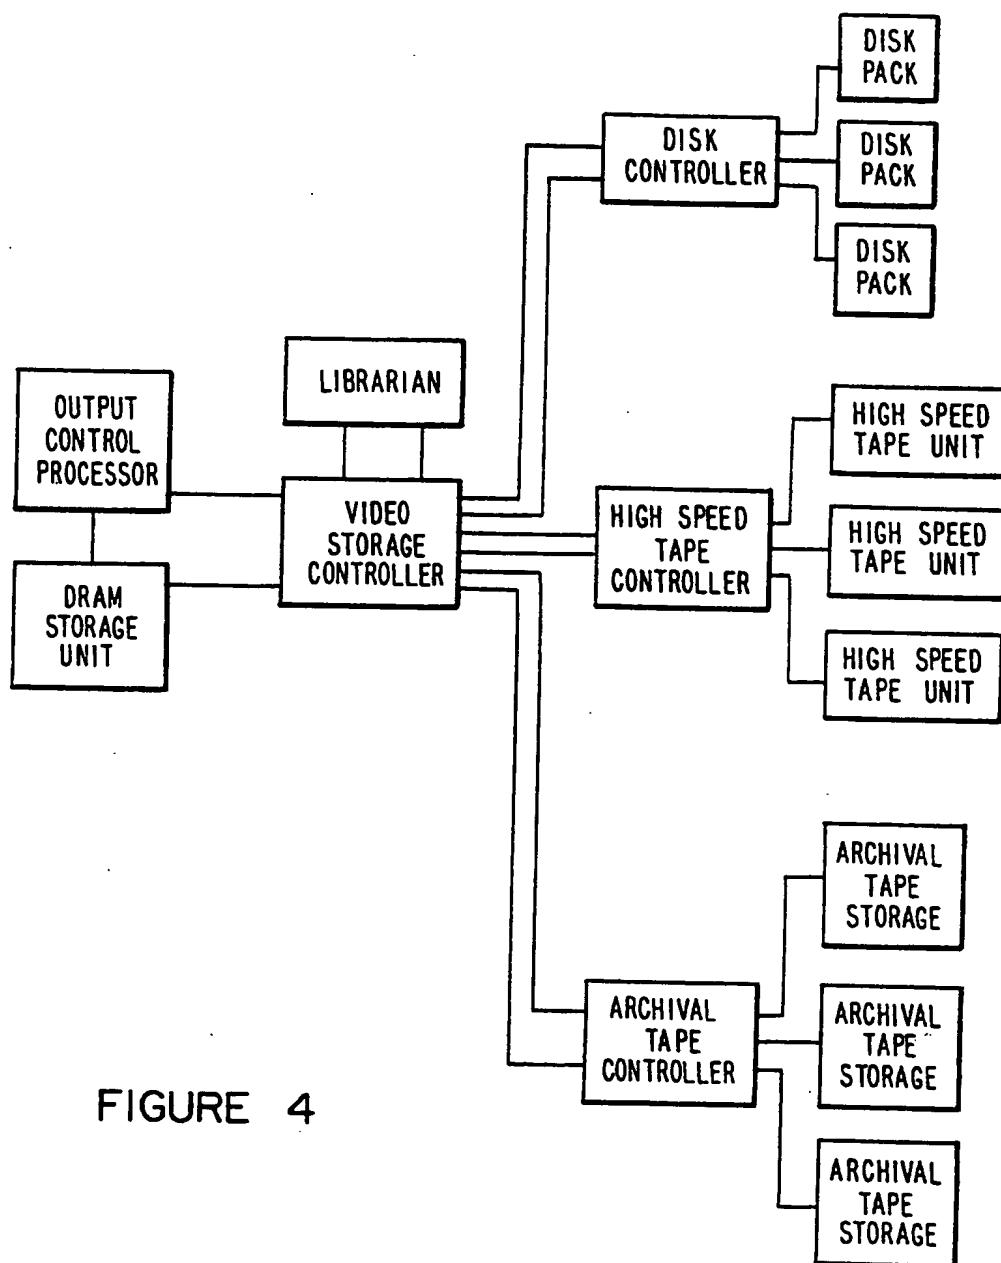 DISK
PACK
DISK
CONTROLLER
DISK
PACK
DISK
PACK
LIBRARIAN
OUTPUT
CONTROL
PROCESSOR
HIGH SPEED
TAPE UNIT
VIDEO
STORAGE
CONTROLLER
HIGH SPEED
TAPE
CONTROLLER
HIGH SPEED
TAPE UNIT
DRAM
STORAGE
UNIT
HIGH SPEED
TAPE UNIT
ARCHIVAL
TAPE
STORAGE
ARCHIVAL
TAPE
CONTROLLER
ARCHIVAL
TAPE
STORAGE
ARCHIVAL
TAPE
STORAGE
FIGURE 4